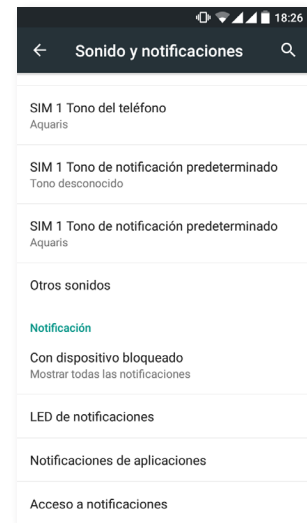 18:26
Sonido y notificaciones
SIM 1 Tono del teléfono
Aquaris
SIM 1 Tono de notificación predeterminado
Tono desconocido
SIM 1 Tono de notificación predeterminado
Aquaris
Otros sonidos
Notificación
Con dispositivo bloqueado
Mostrar todas las notificaciones
LED de notificaciones
Notificaciones de aplicaciones
Acceso a notificaciones